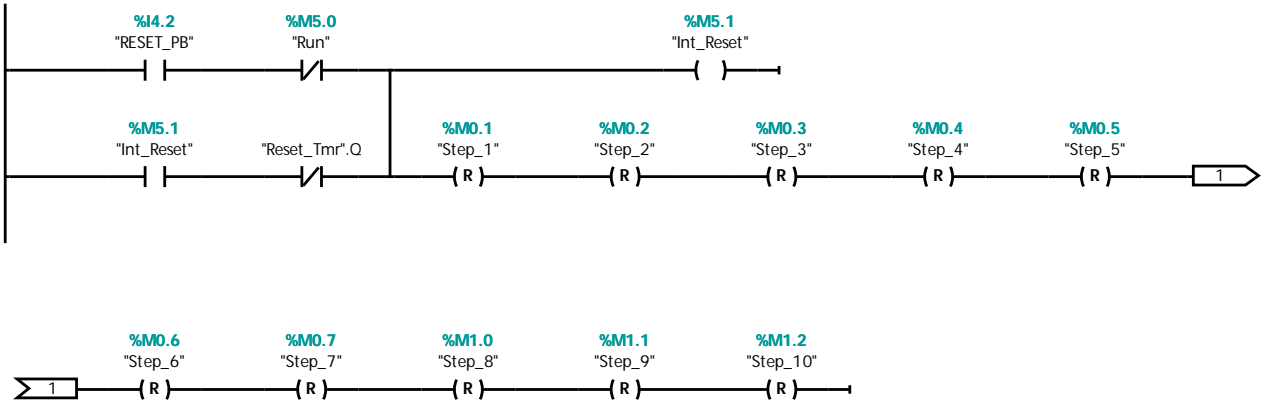 %I4.2 %M5.0 %M5.1
"RESET_PB" "Run" "Int_Reset"
%M5.1 %M0.1 %M0.2 %M0.3 %M0.4 %M0.5
"Int_Reset" "Reset_Tmr".Q "Step_1" "Step_2" "Step_3" "Step_4" "Step_5"
R R R R R 1
%M0.6 %M0.7 %M1.0 %M1.1 %M1.2
"Step_6" "Step_7" "Step_8" "Step_9" "Step_10"
1 R R R R R